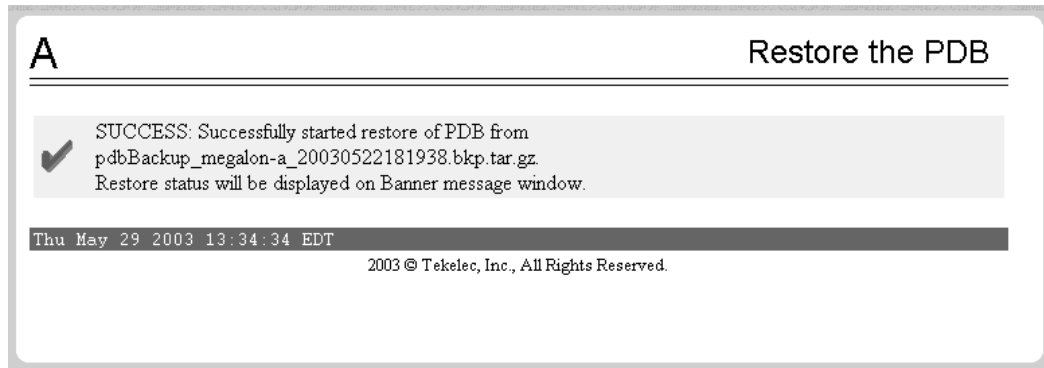 A
Restore the PDB
SUCCESS: Successfully started restore of PDB from
pdbBackup_megalon-a_20030522181938.bkp.tar.gz.
Restore status will be displayed on Banner message window.
Thu May 29 2003 13:34:34 EDT
2003 © Tekelec, Inc., All Rights Reserved.